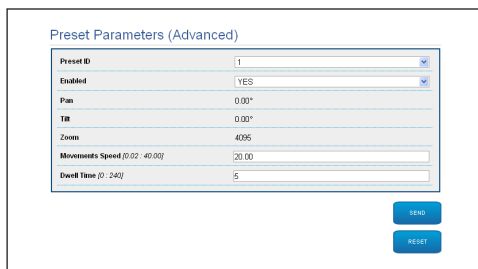 Preset Parameters (Advanced)
Preset ID 1
Enabled YES
Pan 0.00°
Tilt 0.00°
Zoom 4095
Movements Speed [0.02 : 40.00] 20.00
Dwell Time [0 : 240] 5
SEND
RESET